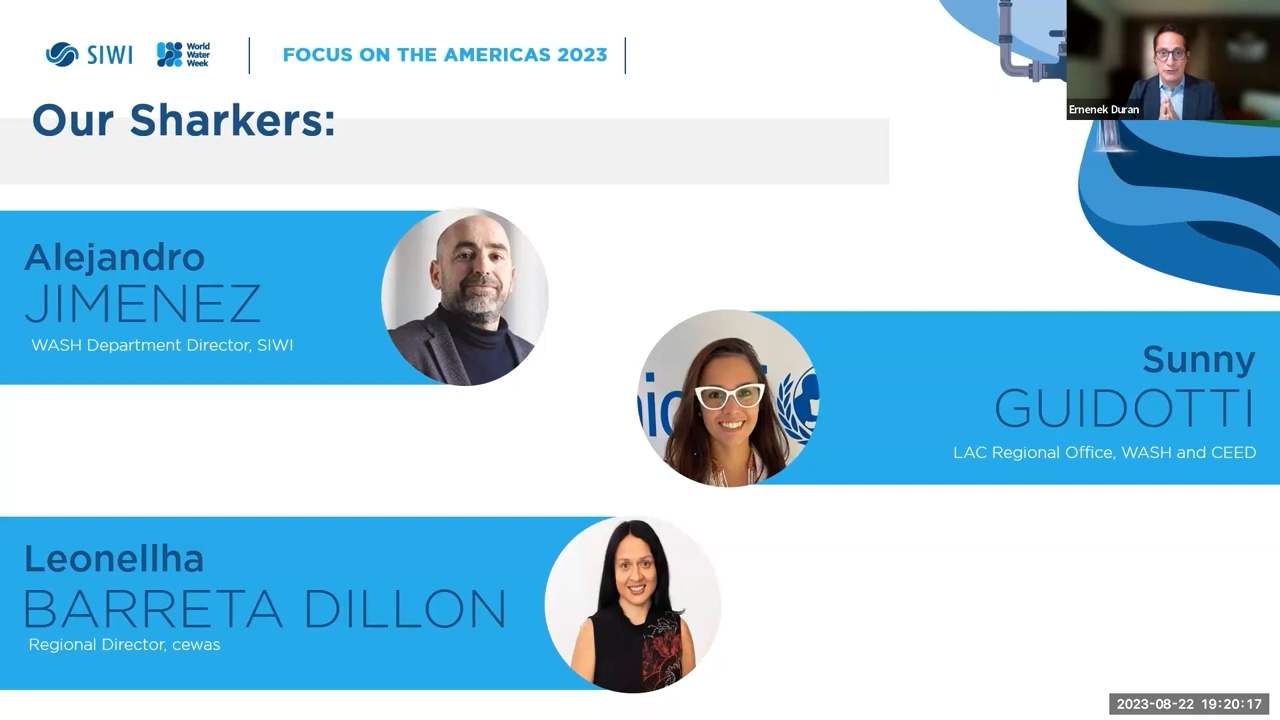 SIWI
World
Water
Week
FOCUS ON THE AMERICAS 2023
Ernenek Duran
Our Sharkers:
Alejandro
JIMENEZ
WASH Department Director, SIWI
Sunny
GUIDOTTI
LAC Regional Office, WASH and CEED
Leonellha
BARRETA DILLON
Regional Director, cewas
2023-08-22 19:20:17